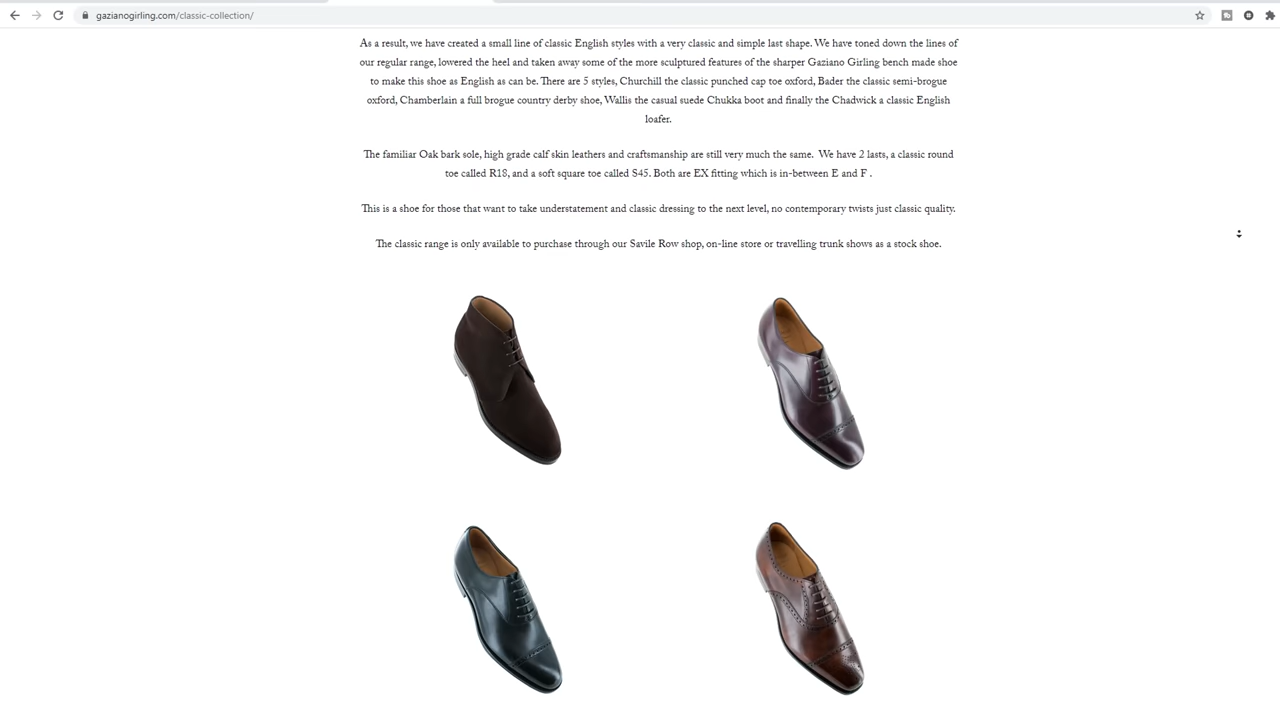 gazianogirling.com/classic-collection/
As a result, we have created a small line of classic English styles with a very classic and simple last shape. We have toned down the lines of
our regular range, lowered the heel and taken away some of the more sculptured features of the sharper Gaziano Girling bench made shoe
to make this shoe as English as can be. There are 5 styles, Churchill the classic punched cap toe oxford, Bader the classic semi-brogue
oxford, Chamberlain a full brogue country derby shoe, Wallis the casual suede Chukka boot and finally the Chadwick a classic English
loafer.
The familiar Oak bark sole, high grade calf skin leathers and craftsmanship are still very much the same. We have 2 lasts, a classic round
toe called R18, and a soft square toe called S45. Both are EX fitting which is in-between E and F .
This is a shoe for those that want to take understatement and classic dressing to the next level, no contemporary twists just classic quality.
The classic range is only available to purchase through our Savile Row shop, on-line store or travelling trunk shows as a stock shoe.